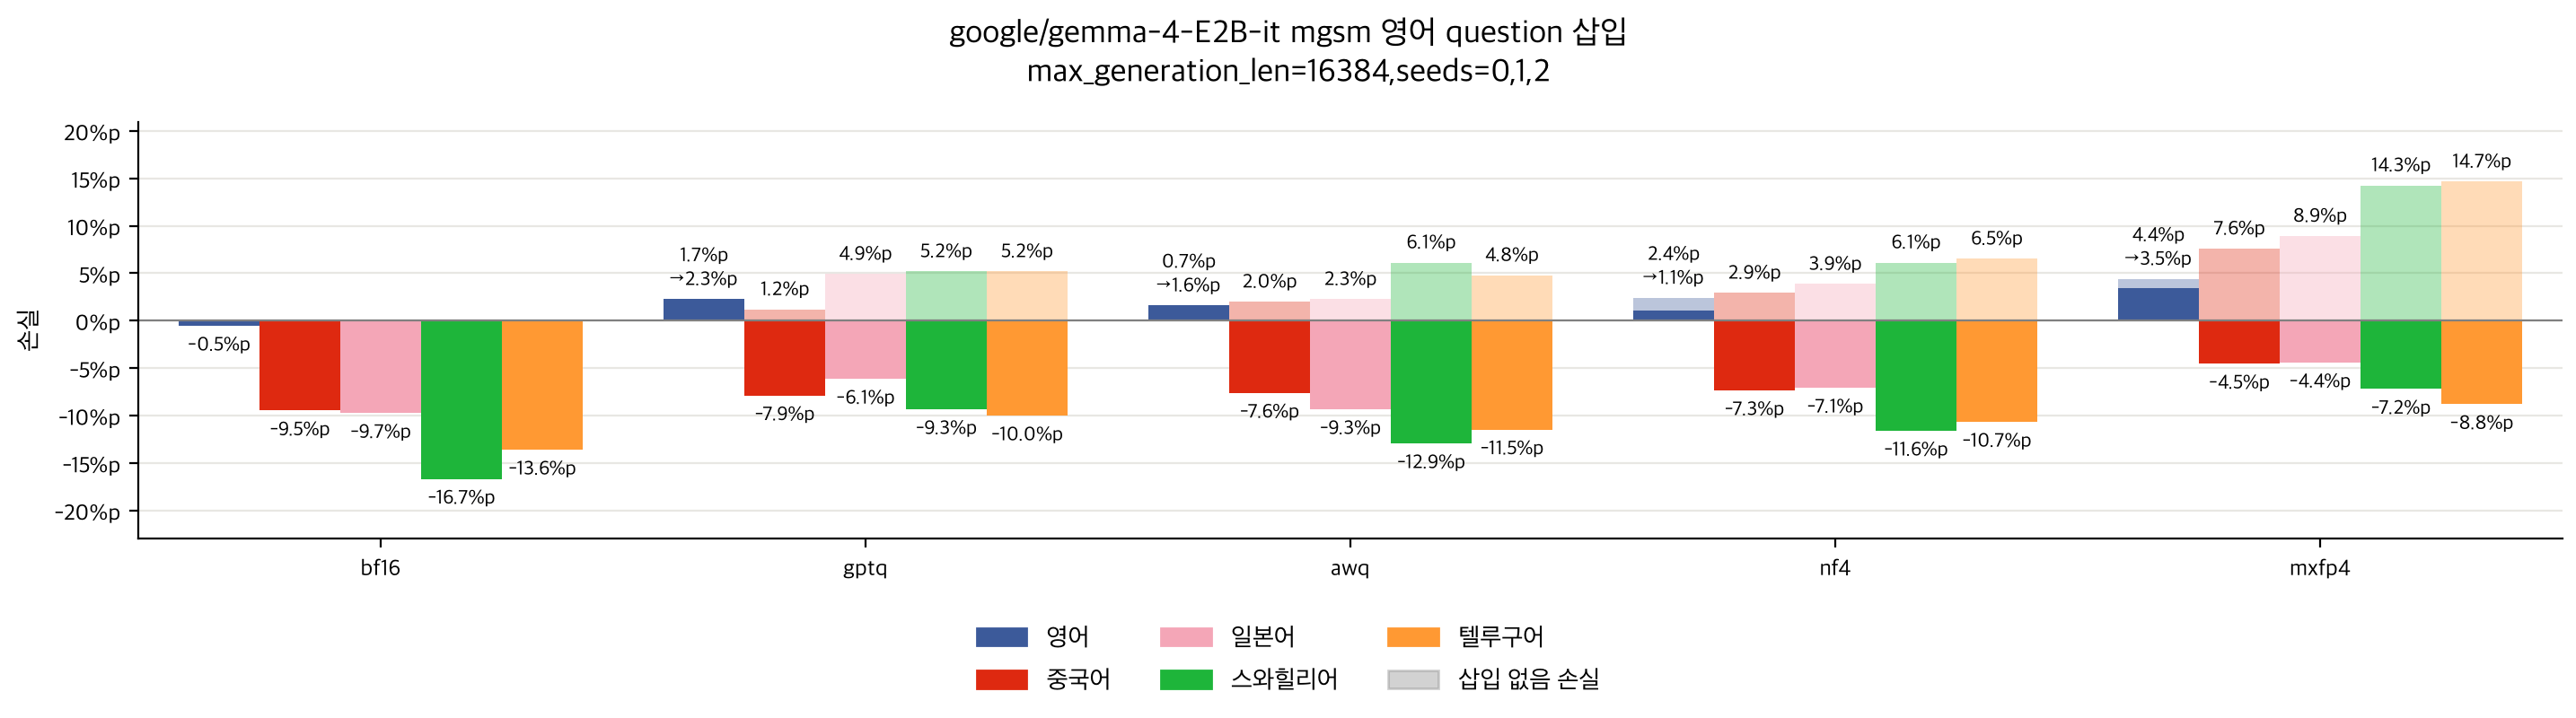 google/gemma-4-E2B-it mgsm 영어 question 삽입
max_generation_len=16384,seeds=0,1,2
손실
20%p
15%p
10%p
5%p
0%p
-5%p
-10%p
-15%p
-20%p
-0.5%p
-9.5%p
-9.7%p
-16.7%p
-13.6%p
1.7%p
→2.3%p
1.2%p
4.9%p
5.2%p
5.2%p
-7.9%p
-6.1%p
-9.3%p
-10.0%p
0.7%p
→1.6%p
2.0%p
2.3%p
6.1%p
4.8%p
-7.6%p
-9.3%p
-12.9%p
-11.5%p
2.4%p
→1.1%p
2.9%p
3.9%p
6.1%p
6.5%p
-7.3%p
-7.1%p
-11.6%p
-10.7%p
4.4%p
→3.5%p
7.6%p
8.9%p
14.3%p
14.7%p
-4.5%p
-4.4%p
-7.2%p
-8.8%p
bf16
gptq
awq
nf4
mxfp4
영어
중국어
일본어
스와힐리어
텔루구어
삽입 없음 손실